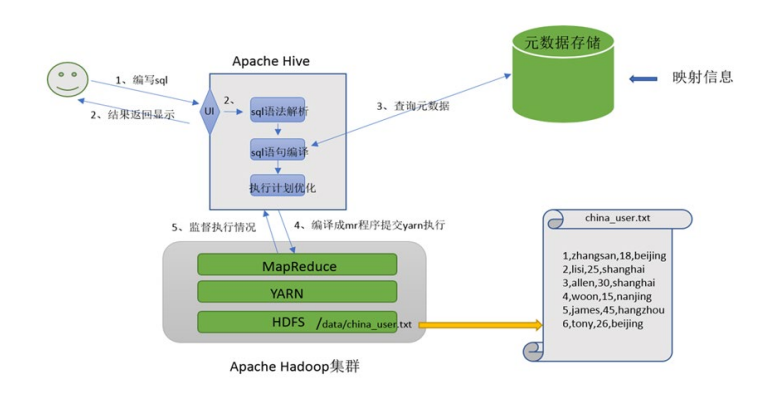 元数据存储
Apache Hive
映射信息
1、编写sql
2、结果返回显示
UI
2、
sql语法解析
3、查询元数据
sql语句编译
执行计划优化
5、监督执行情况
4、编译成mr程序提交yarn执行
MapReduce
YARN
HDFS /data/china_user.txt
Apache Hadoop集群
china_user.txt
1,zhangsan,18,beijing
2,lisi,25,shanghai
3,allen,30,shanghai
4,woon,15,nanjing
5,james,45,hangzhou
6,tony,26,beijing